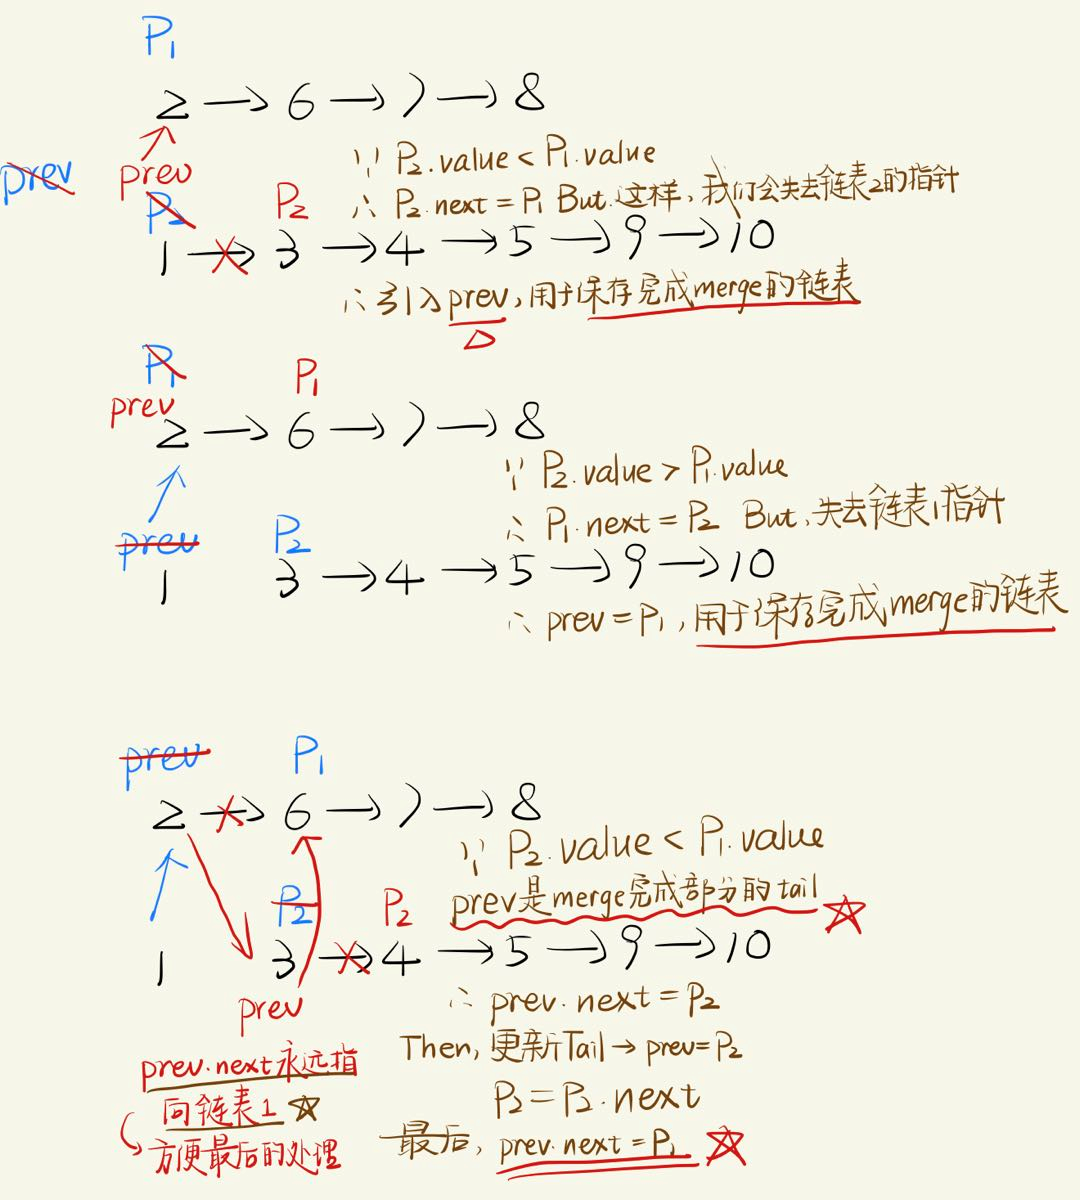 P1
2 → 6 → 7 → 8
prev prev
∵ P2.value < P1.value
P2 P2 ∴ P2.next = P1 But.这样,我们会失去链表2的指针
1 → 3 → 4 → 5 → 9 → 10
∴ 引入prev,用于保存完成merge的链表
P1 P1
prev
2 → 6 → 7 → 8
∵ P2.value > P1.value
∴ P1.next = P2 But,失去链表1指针
prev P2
1 3 → 4 → 5 → 9 → 10
∴ prev = P1,用于保存完成merge的链表
prev P1
2 → 6 → 7 → 8
∵ P2.value < P1.value
P2 P2 prev是merge完成部分的tail
1 3 → 4 → 5 → 9 → 10
prev ∴ prev.next = P2
Then,更新Tail → prev=P2
prev.next永远指
向链表1
P2 = P2.next
方便最后的处理
最后,prev.next = P1